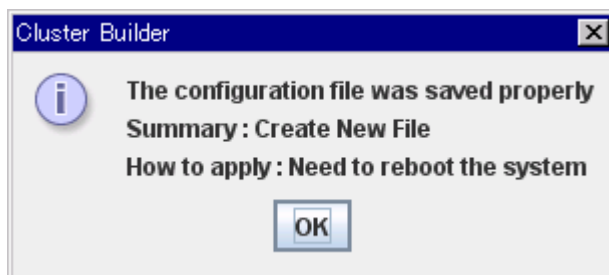 Cluster Builder
The configuration file was saved properly
Summary : Create New File
How to apply : Need to reboot the system
OK